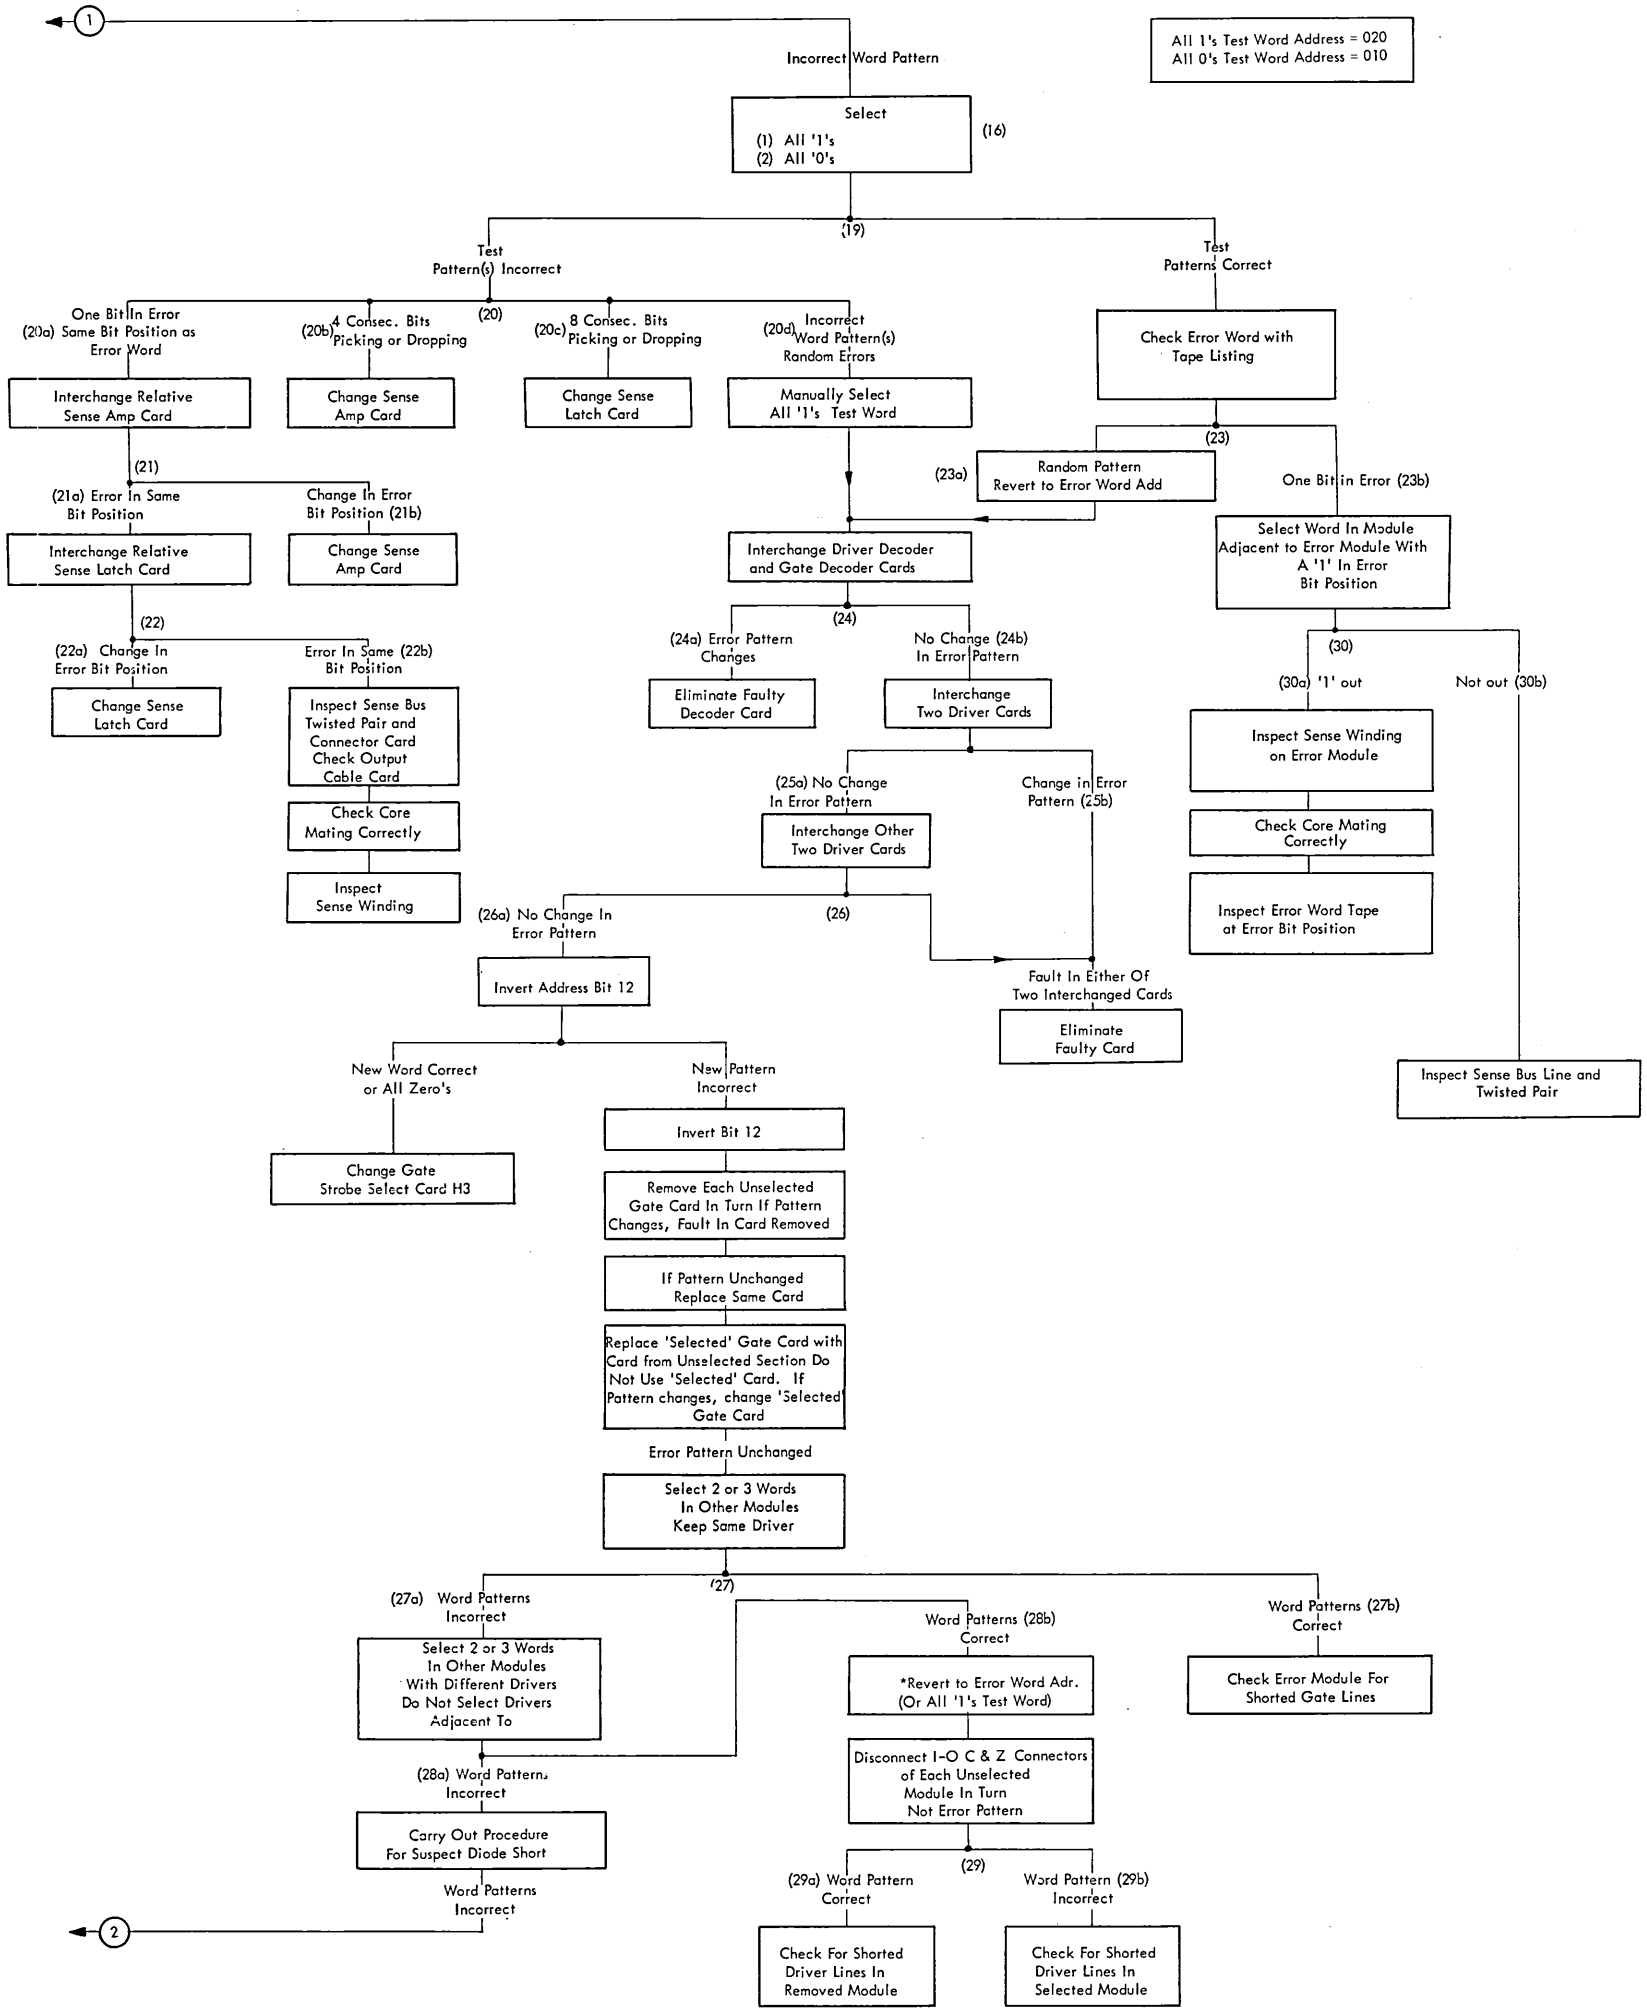 1
All 1's Test Word Address = 020
All 0's Test Word Address = 010
Incorrect Word Pattern
Select
(1) All '1's
(2) All '0's
(16)
(19)
Test
Pattern(s) Incorrect
Test
Patterns Correct
(20)
One Bit In Error
(20a) Same Bit Position as
Error Word
(20b) 4 Consec. Bits
Picking or Dropping
(20c) 8 Consec. Bits
Picking or Dropping
(20d) Incorrect
Word Pattern(s)
Random Errors
Check Error Word with
Tape Listing
Interchange Relative
Sense Amp Card
Change Sense
Amp Card
Change Sense
Latch Card
Manually Select
All '1's Test Word
(23)
(21)
(23a)
Random Pattern
Revert to Error Word Add
One Bit in Error (23b)
(21a) Error In Same
Bit Position
Change In Error
Bit Position (21b)
Interchange Relative
Sense Latch Card
Change Sense
Amp Card
Interchange Driver Decoder
and Gate Decoder Cards
Select Word In Module
Adjacent to Error Module With
A '1' In Error
Bit Position
(22)
(24)
(30)
(22a) Change In
Error Bit Position
Error In Same (22b)
Bit Position
(24a) Error Pattern
Changes
No Change (24b)
In Error Pattern
(30a) '1' out
Not out (30b)
Change Sense
Latch Card
Inspect Sense Bus
Twisted Pair and
Connector Card
Check Output
Cable Card
Eliminate Faulty
Decoder Card
Interchange
Two Driver Cards
Inspect Sense Winding
on Error Module
Check Core
Mating Correctly
(25a) No Change
In Error Pattern
Change in Error
Pattern (25b)
Interchange Other
Two Driver Cards
Check Core Mating
Correctly
Inspect
Sense Winding
(26a) No Change In
Error Pattern
(26)
Inspect Error Word Tape
at Error Bit Position
Invert Address Bit 12
Fault In Either Of
Two Interchanged Cards
Eliminate
Faulty Card
New Word Correct
or All Zero's
New Pattern
Incorrect
Inspect Sense Bus Line and
Twisted Pair
Invert Bit 12
Change Gate
Strobe Select Card H3
Remove Each Unselected
Gate Card In Turn If Pattern
Changes, Fault In Card Removed
If Pattern Unchanged
Replace Same Card
Replace 'Selected' Gate Card with
Card from Unselected Section Do
Not Use 'Selected' Card. If
Pattern changes, change 'Selected'
Gate Card
Error Pattern Unchanged
Select 2 or 3 Words
In Other Modules
Keep Same Driver
(27)
(27a) Word Patterns
Incorrect
Word Patterns (28b)
Correct
Word Patterns (27b)
Correct
Select 2 or 3 Words
In Other Modules
With Different Drivers
Do Not Select Drivers
Adjacent To
*Revert to Error Word Adr.
(Or All '1's Test Word)
Check Error Module For
Shorted Gate Lines
(28a) Word Patterns
Incorrect
Disconnect I-O C & Z Connectors
of Each Unselected
Module In Turn
Not Error Pattern
Carry Out Procedure
For Suspect Diode Short
(29)
Word Patterns
Incorrect
(29a) Word Pattern
Correct
Word Pattern (29b)
Incorrect
2
Check For Shorted
Driver Lines In
Removed Module
Check For Shorted
Driver Lines In
Selected Module